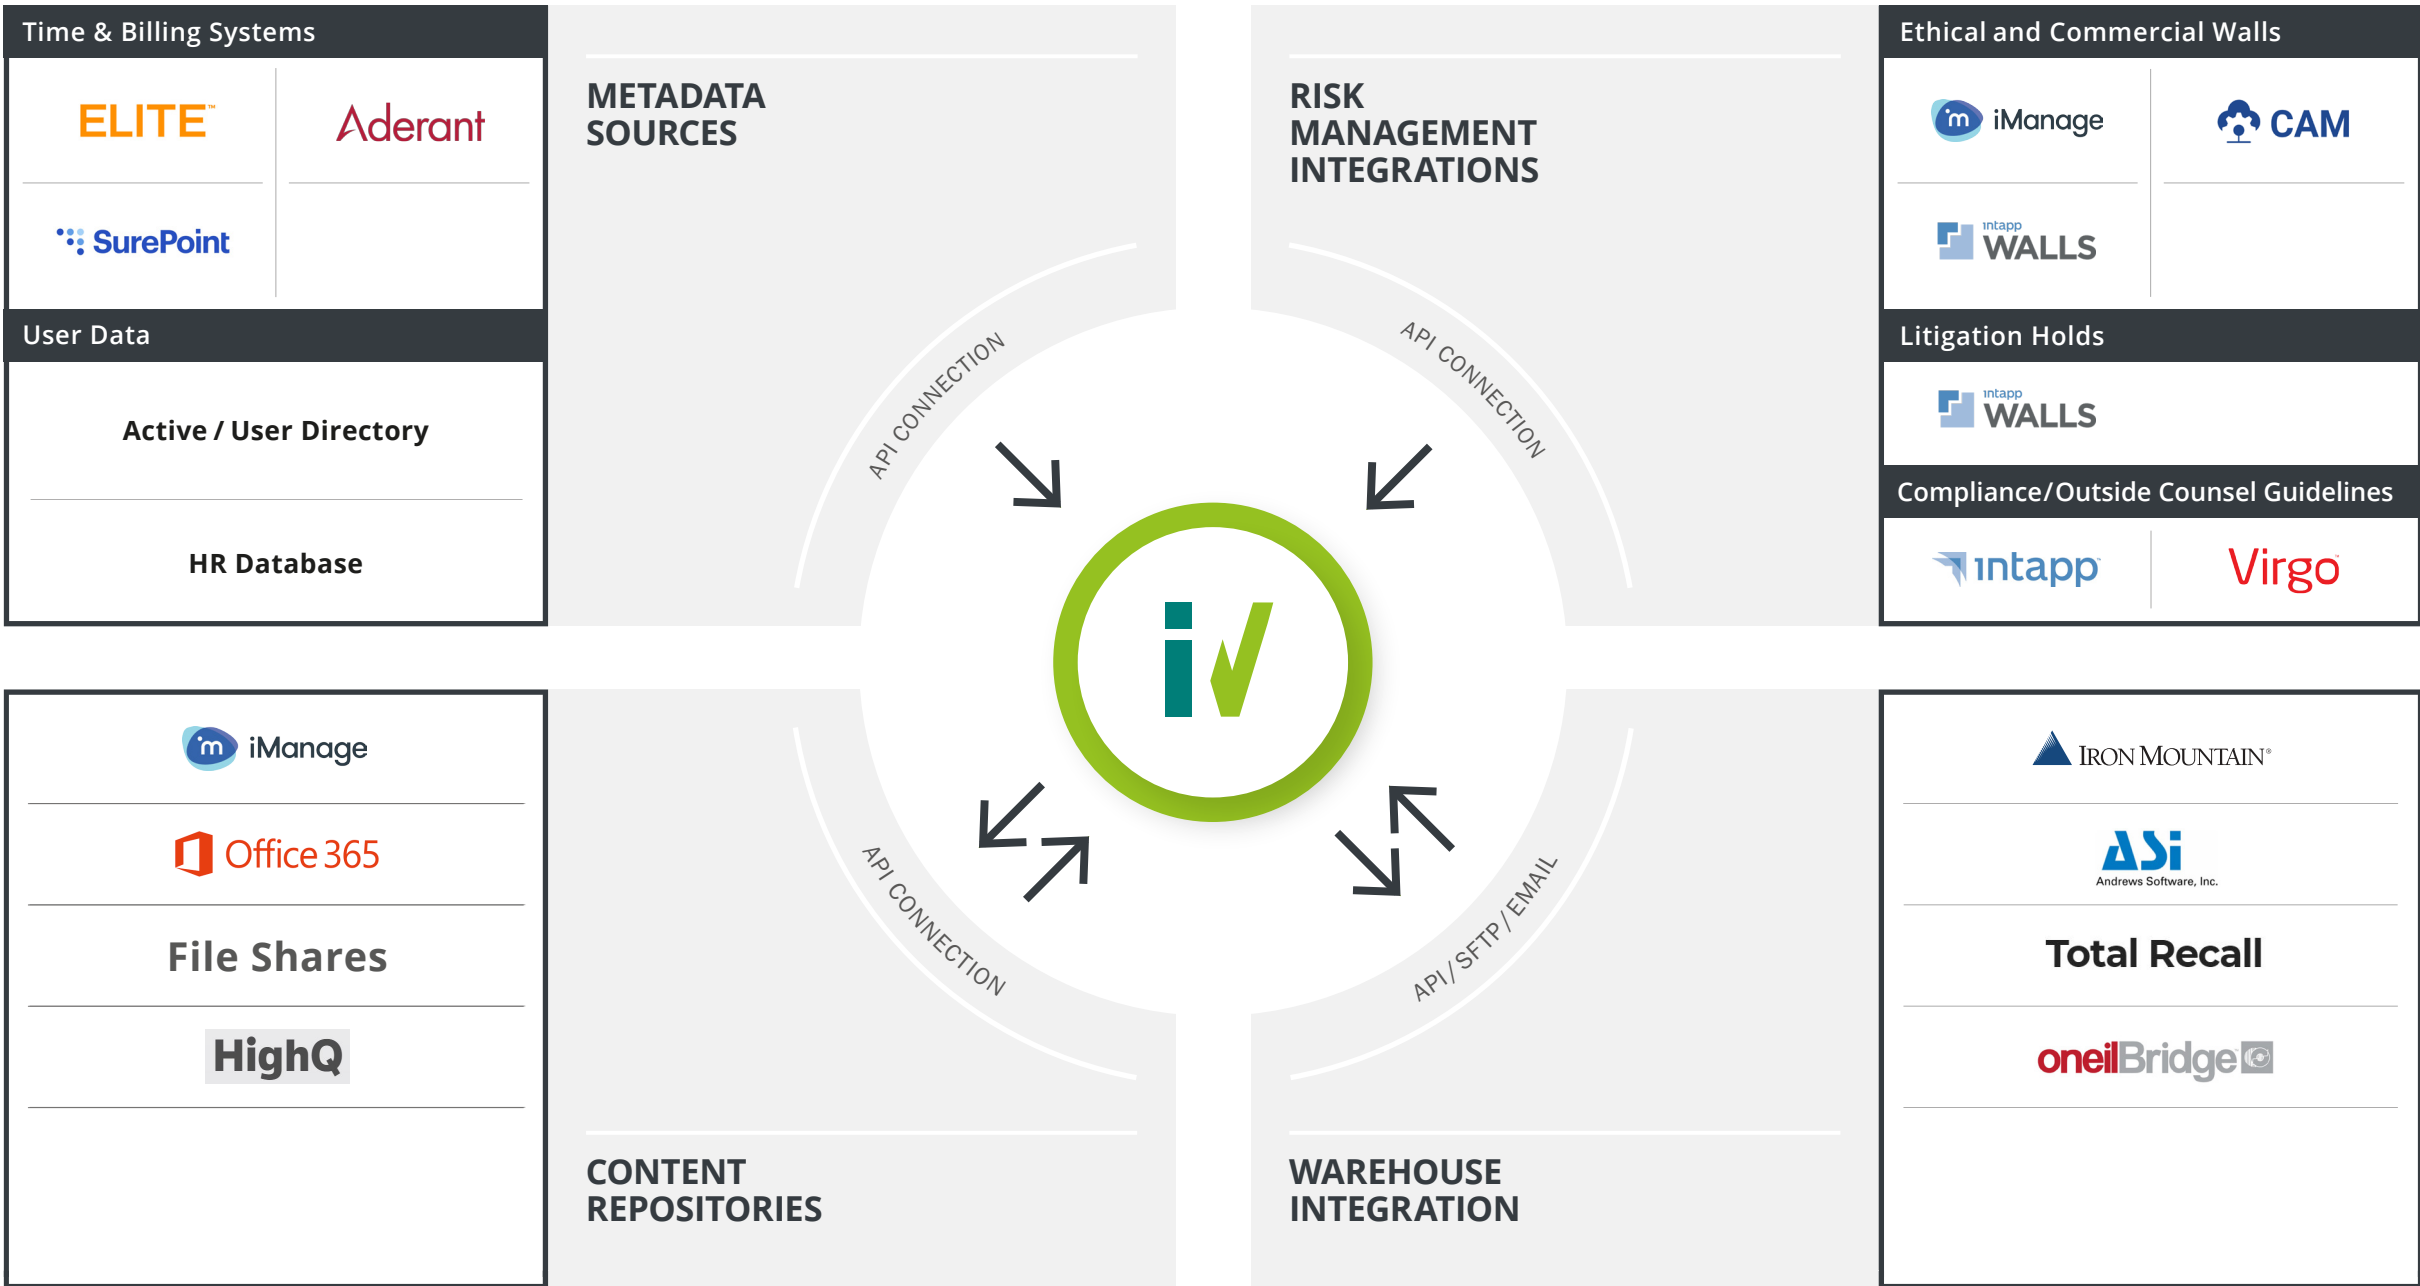 Time & Billing Systems
ELITE™
Aderant
SurePoint
User Data
Active / User Directory
HR Database
METADATA
SOURCES
API CONNECTION
RISK
MANAGEMENT
INTEGRATIONS
API CONNECTION
Ethical and Commercial Walls
im iManage
CAM
intapp
WALLS
Litigation Holds
intapp
WALLS
Compliance/Outside Counsel Guidelines
intapp
Virgo
im iManage
Office 365
File Shares
HighQ
API CONNECTION
CONTENT
REPOSITORIES
API / SFTP / EMAIL
WAREHOUSE
INTEGRATION
IRON MOUNTAIN®
ASi
Andrews Software, Inc.
Total Recall
oneilBridge